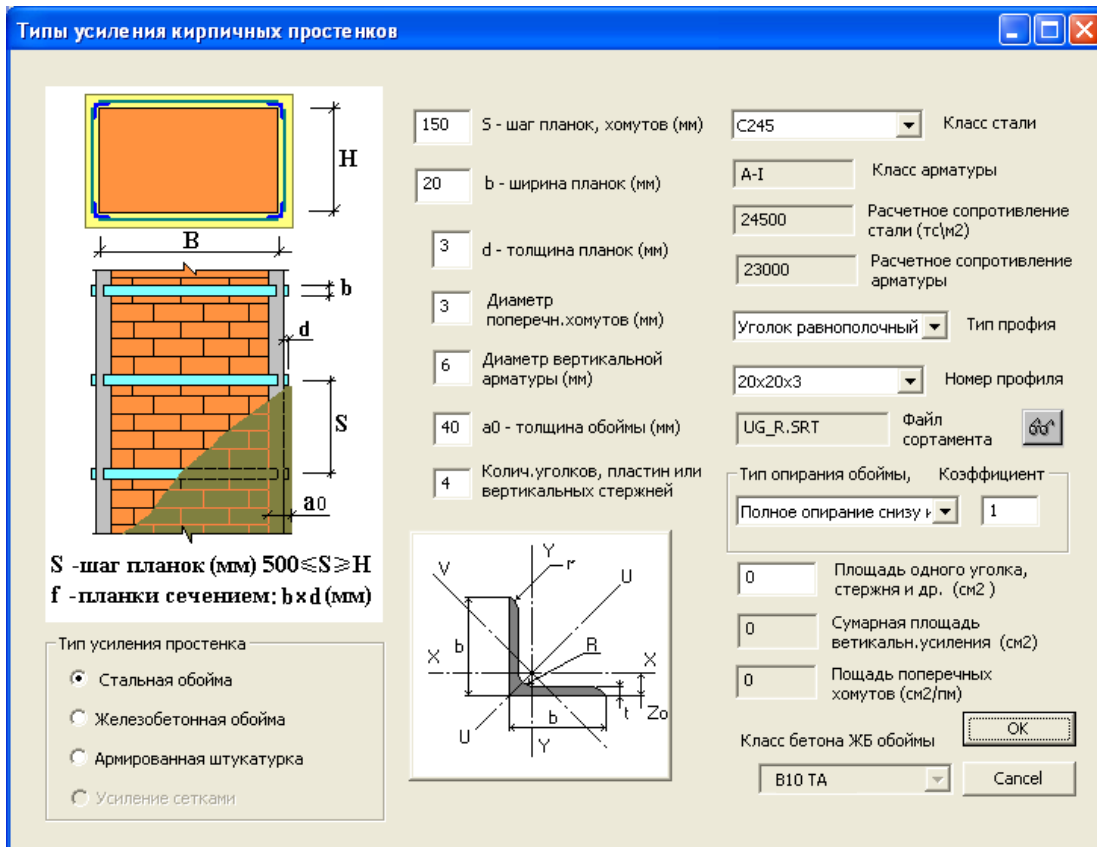 Типы усиления кирпичных простенков
H
B
b
d
S
a0
S -шаг планок (мм) 500≤S≥H
f -планки сечением: b×d (мм)
Тип усиления простенка
Стальная обойма
Железобетонная обойма
Армированная штукатурка
Усиление сетками
150 S - шаг планок, хомутов (мм)
20 b - ширина планок (мм)
3 d - толщина планок (мм)
3 Диаметр
поперечн.хомутов (мм)
6 Диаметр вертикальной
арматуры (мм)
40 a0 - толщина обоймы (мм)
4 Колич.уголков, пластин или
вертикальных стержней
Y
r
V
U
b
R
X
X
t
Zo
b
U
Y
C245 Класс стали
A-I Класс арматуры
24500 Расчетное сопротивление
стали (тс\м2)
23000 Расчетное сопротивление
арматуры
Уголок равнополочный Тип профия
20x20x3 Номер профиля
UG_R.SRT Файл
сортамента
Тип опирания обоймы, Коэффициент
Полное опирание снизу и 1
0 Площадь одного уголка,
стержня и др. (см2 )
0 Сумарная площадь
ветикальн.усиления (см2)
0 Пощадь поперечных
хомутов (см2/пм)
Класс бетона ЖБ обоймы
OK
B10 TA
Cancel